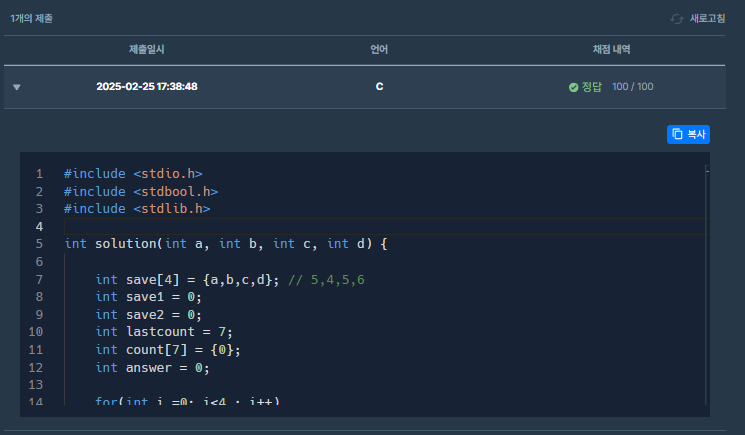 1개의 제출
새로고침
제출일시 언어 채점 내역
2025-02-25 17:38:48 C 정답 100 / 100
복사
1 #include <stdio.h>
2 #include <stdbool.h>
3 #include <stdlib.h>
4
5 int solution(int a, int b, int c, int d) {
6
7 int save[4] = {a,b,c,d}; // 5,4,5,6
8 int save1 = 0;
9 int save2 = 0;
10 int lastcount = 7;
11 int count[7] = {0};
12 int answer = 0;
13
14 for(int i =0; i<4 ; i++)